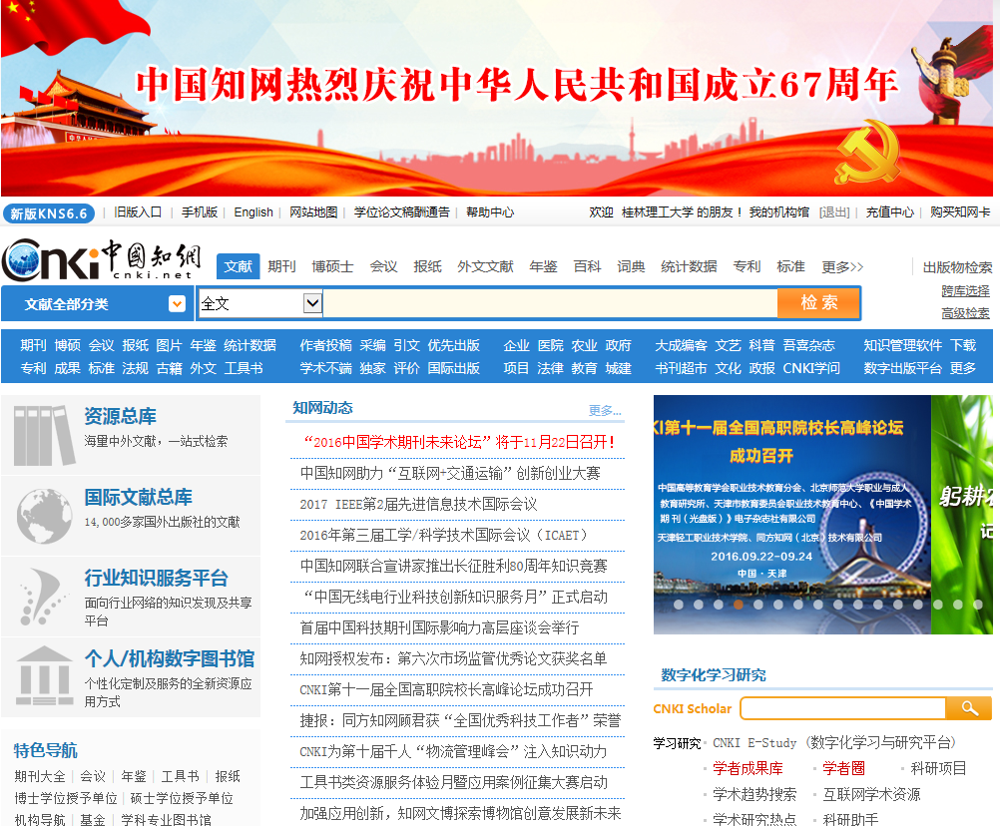 中国知网热烈庆祝中华人民共和国成立67周年
新版KNS6.6 | 旧版入口 | 手机版 | English | 网站地图 | 学位论文稿酬通告 | 帮助中心
欢迎 桂林理工大学 的朋友！ 我的机构馆 [退出] | 充值中心 | 购买知网卡
Cnki 中國知網
cnki.net
文献 期刊 博硕士 会议 报纸 外文文献 年鉴 百科 词典 统计数据 专利 标准 更多>> 出版物检索
文献全部分类 全文 检索
跨库选择
高级检索
期刊 博硕 会议 报纸 图片 年鉴 统计数据 作者投稿 采编 引文 优先出版 企业 医院 农业 政府 大成编客 文艺 科普 吾喜杂志 知识管理软件 下载
专利 成果 标准 法规 古籍 外文 工具书 学术不端 独家 评价 国际出版 项目 法律 教育 城建 书刊超市 文化 政报 CNKI学问 数字出版平台 更多
资源总库
海量中外文献，一站式检索
国际文献总库
14,000多家国外出版社的文献
行业知识服务平台
面向行业网络的知识发现及共享
平台
个人/机构数字图书馆
个性化定制及服务的全新资源应
用方式
特色导航
期刊大全 | 会议 | 年鉴 | 工具书 | 报纸
博士学位授予单位 | 硕士学位授予单位
机构导航 | 基金 | 学科专业图书馆
知网动态 更多...
“2016中国学术期刊未来论坛”将于11月22日召开！
中国知网助力“互联网+交通运输”创新创业大赛
2017 IEEE第2届先进信息技术国际会议
2016年第三届工学/科学技术国际会议（ICAET）
中国知网联合宣讲家推出长征胜利80周年知识竞赛
“中国无线电行业科技创新知识服务月”正式启动
首届中国科技期刊国际影响力高层座谈会举行
知网授权发布：第六次市场监管优秀论文获奖名单
CNKI第十一届全国高职院校长高峰论坛成功召开
捷报：同方知网顾君获“全国优秀科技工作者”荣誉
CNKI为第十届千人“物流管理峰会”注入知识动力
工具书类资源服务体验月暨应用案例征集大赛启动
加强应用创新，知网文博探索博物馆创意发展新未来
KI第十一届全国高职院校长高峰论坛
成功召开
中国高等教育学会职业技术教育分会、北京师范大学职业与成人
教育研究所、天津市教育委员会职业技术教育中心、《中国学术
期刊（光盘版）》电子杂志社有限公司
天津轻工职业技术学院、同方知网（北京）技术有限公司
2016.09.22-09.24
中国·天津
躬耕
记
数字化学习研究
CNKI Scholar
学习研究 · CNKI E-Study（数字化学习与研究平台）
· 学者成果库 · 学者圈 · 科研项目
· 学术趋势搜索 · 互联网学术资源
· 学术研究热点 · 科研助手